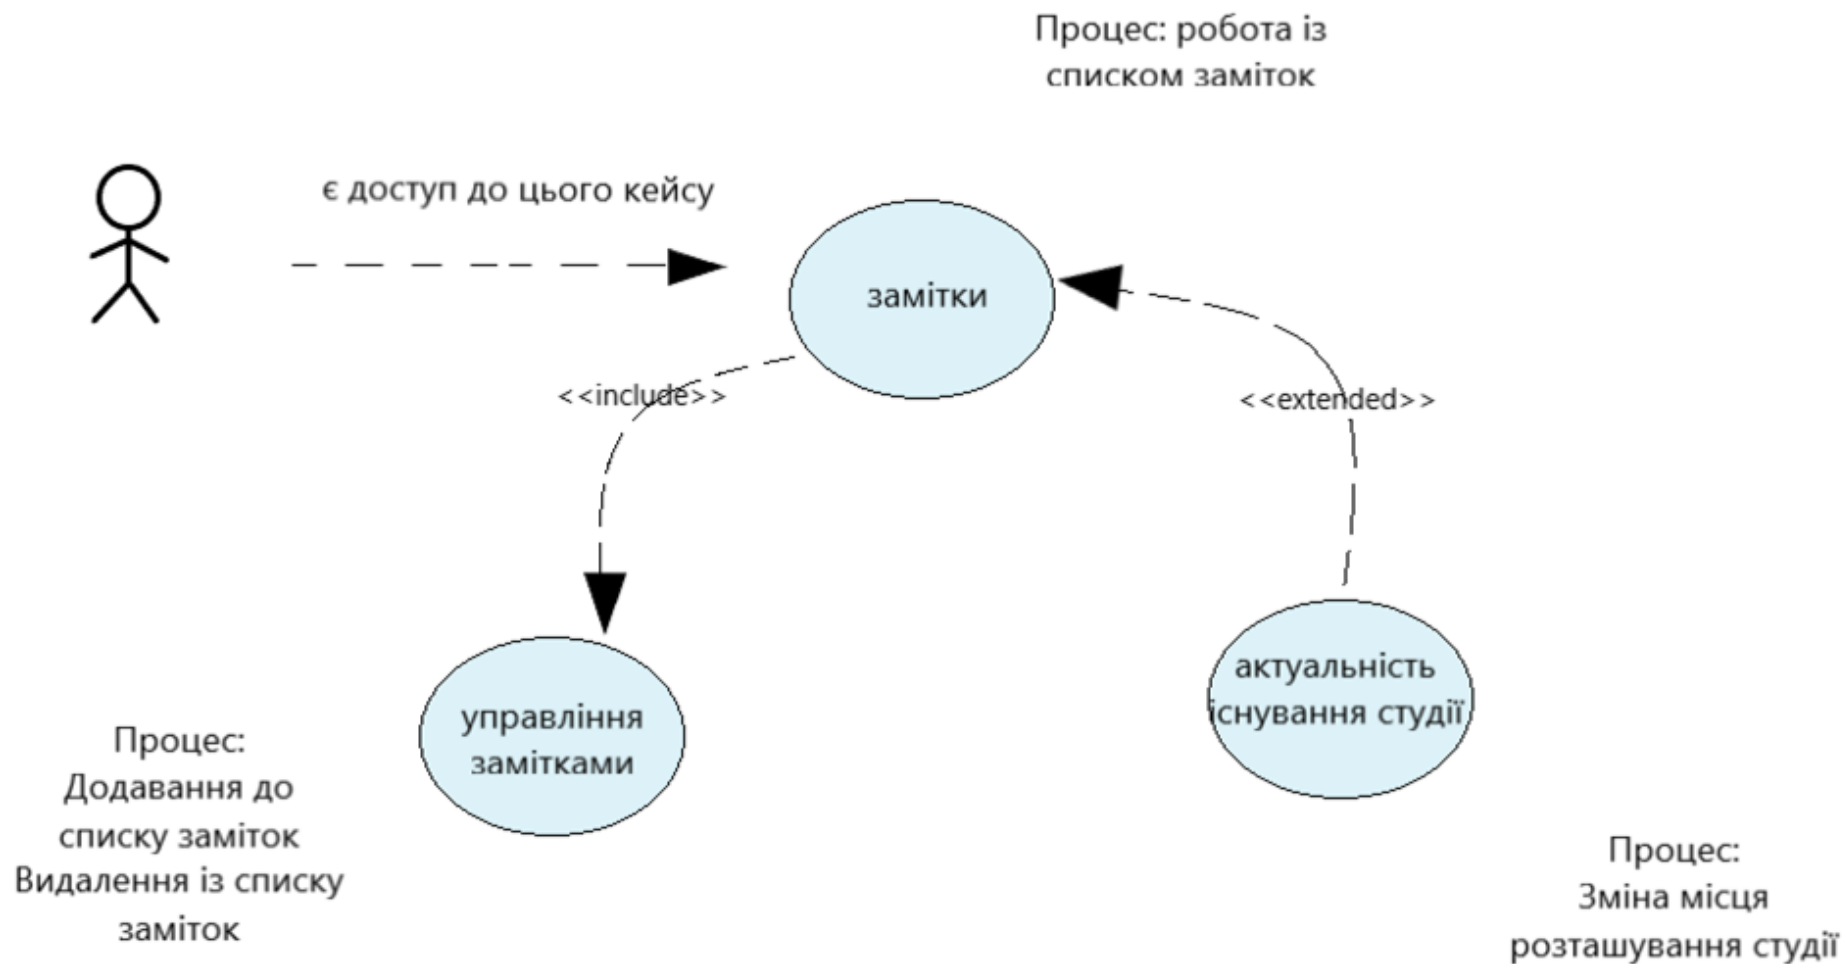 Процес: робота із
списком заміток
є доступ до цього кейсу
замітки
<<include>>
<<extended>>
управління
замітками
актуальність
існування студії
Процес:
Додавання до
списку заміток
Видалення із списку
заміток
Процес:
Зміна місця
розташування студії